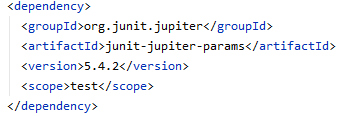 <dependency>
  <groupId>org.junit.jupiter</groupId>
  <artifactId>junit-jupiter-params</artifactId>
  <version>5.4.2</version>
  <scope>test</scope>
</dependency>